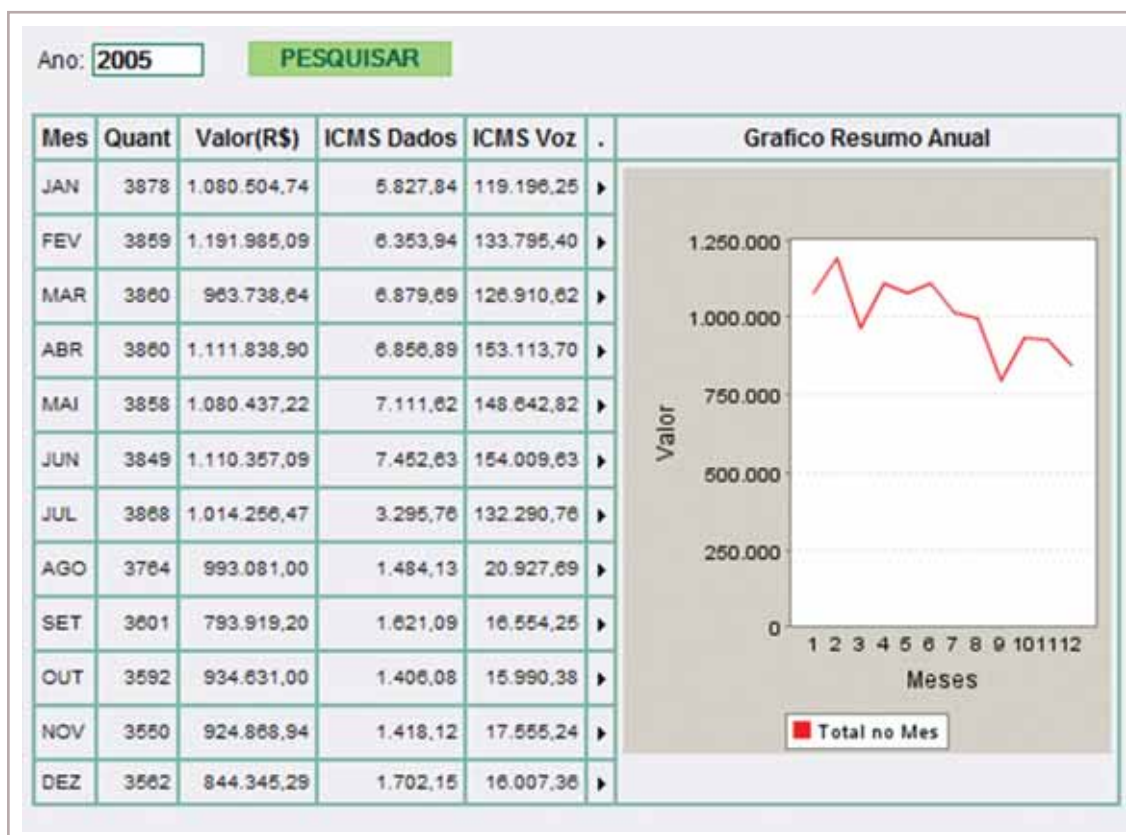 Ano: 2005 PESQUISAR
Mes Quant Valor(R$) ICMS Dados ICMS Voz . Grafico Resumo Anual
JAN 3878 1.080.504,74 5.827,84 119.196,25
FEV 3859 1.191.985,09 6.353,94 133.795,40
MAR 3860 963.738,64 6.879,69 126.910,62
ABR 3860 1.111.838,90 6.856,89 153.113,70
MAI 3858 1.080.437,22 7.111,62 148.642,82
JUN 3849 1.110.357,09 7.452,63 154.009,63
JUL 3868 1.014.256,47 3.295,76 132.290,76
AGO 3764 993.081,00 1.484,13 20.927,69
SET 3601 793.919,20 1.621,09 16.554,25
OUT 3592 934.631,00 1.406,08 15.990,38
NOV 3550 924.868,94 1.418,12 17.555,24
DEZ 3562 844.345,29 1.702,15 16.007,36
1.250.000
1.000.000
750.000
500.000
250.000
0
Valor
1 2 3 4 5 6 7 8 9 10 11 12
Meses
Total no Mes